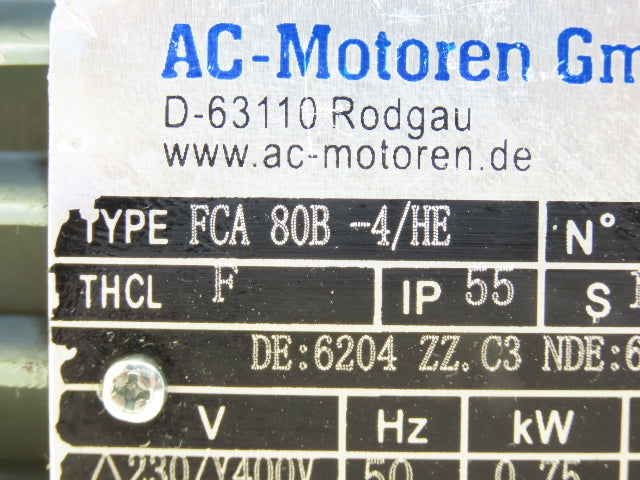 AC-Motoren Gm
D-63110 Rodgau
www.ac-motoren.de
TYPE FCA 80B -4/HE N°
THCL F IP 55 S
DE:6204 ZZ.C3 NDE:6
V Hz kW
△230/Y400V 50 0.75